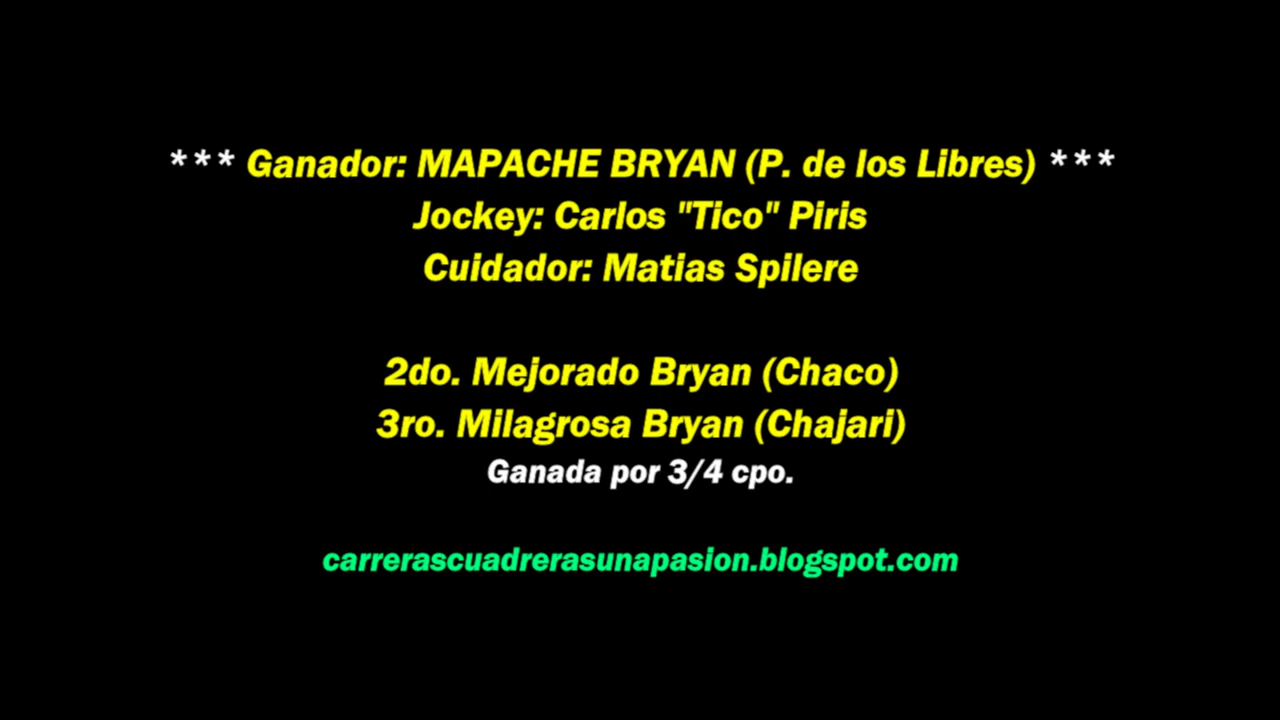 *** Ganador: MAPACHE BRYAN (P. de los Libres) ***
Jockey: Carlos "Tico" Piris
Cuidador: Matias Spilere
2do. Mejorado Bryan (Chaco)
3ro. Milagrosa Bryan (Chajari)
Ganada por 3/4 cpo.
carrerascuadrerasunapasion.blogspot.com